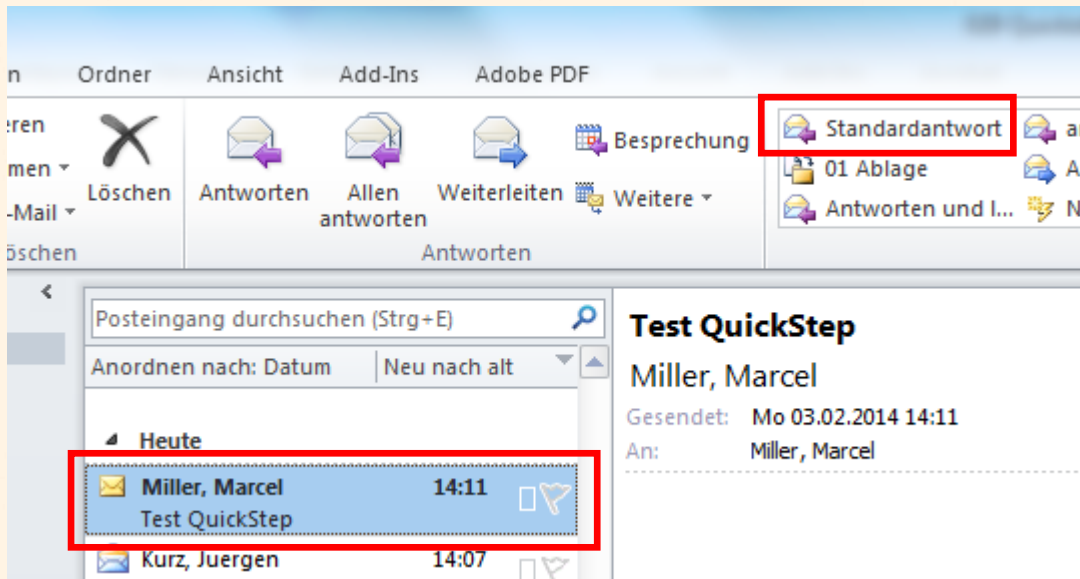 Ordner Ansicht Add-Ins Adobe PDF
Löschen
Antworten
Allen
antworten
Weiterleiten
Besprechung
Weitere
Standardantwort
01 Ablage
Antworten und I...
-Mail
Antworten
Posteingang durchsuchen (Strg+E)
Anordnen nach: Datum Neu nach alt
Heute
Miller, Marcel 14:11
Test QuickStep
Kurz, Juergen 14:07
Test QuickStep
Miller, Marcel
Gesendet: Mo 03.02.2014 14:11
An: Miller, Marcel